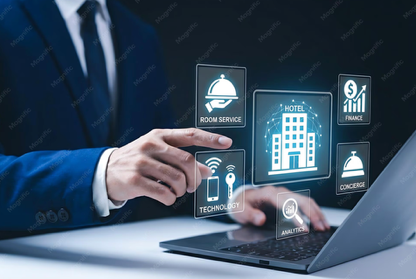 ROOM SERVICE
HOTEL
$
FINANCE
TECHNOLOGY
CONCIERGE
ANALYTICS